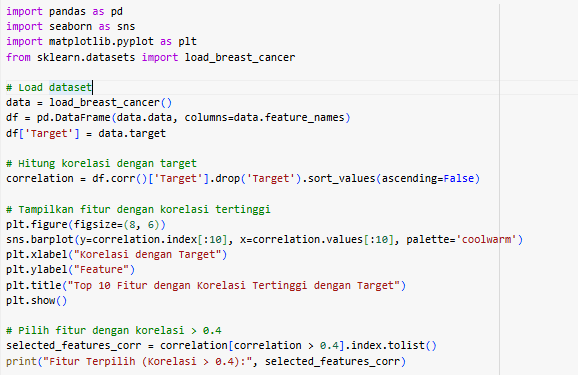 import pandas as pd
import seaborn as sns
import matplotlib.pyplot as plt
from sklearn.datasets import load_breast_cancer
# Load dataset
data = load_breast_cancer()
df = pd.DataFrame(data.data, columns=data.feature_names)
df['Target'] = data.target
# Hitung korelasi dengan target
correlation = df.corr()['Target'].drop('Target').sort_values(ascending=False)
# Tampilkan fitur dengan korelasi tertinggi
plt.figure(figsize=(8, 6))
sns.barplot(y=correlation.index[:10], x=correlation.values[:10], palette='coolwarm')
plt.xlabel("Korelasi dengan Target")
plt.ylabel("Feature")
plt.title("Top 10 Fitur dengan Korelasi Tertinggi dengan Target")
plt.show()
# Pilih fitur dengan korelasi > 0.4
selected_features_corr = correlation[correlation > 0.4].index.tolist()
print("Fitur Terpilih (Korelasi > 0.4):", selected_features_corr)